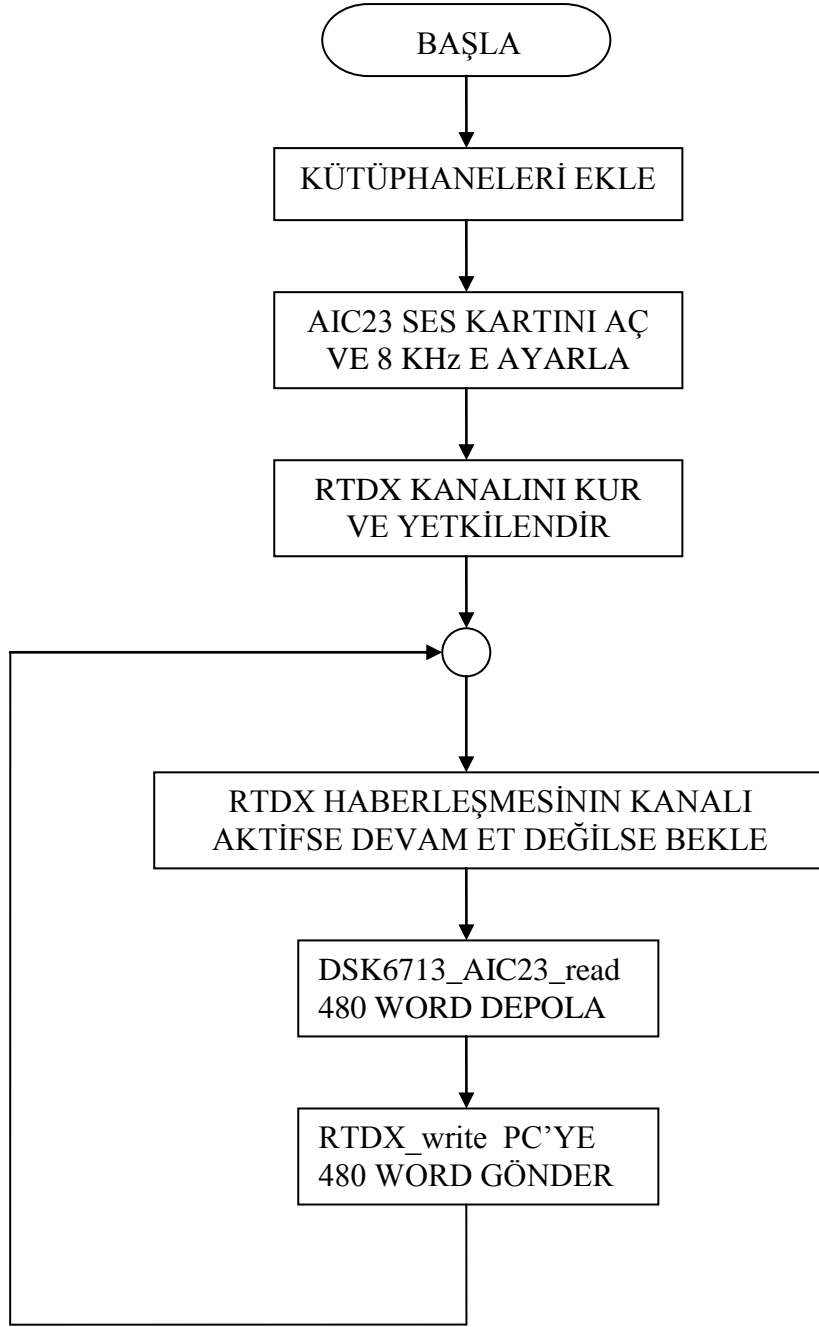 BAŞLA
KÜTÜPHANELERİ EKLE
AIC23 SES KARTINI AÇ
VE 8 KHz E AYARLA
RTDX KANALINI KUR
VE YETKİLENDİR
RTDX HABERLEŞMESİNIN KANALI
AKTİFSE DEVAM ET DEĞİLSE BEKLE
DSK6713_AIC23_read
480 WORD DEPOLA
RTDX_write PC’YE
480 WORD GÖNDER